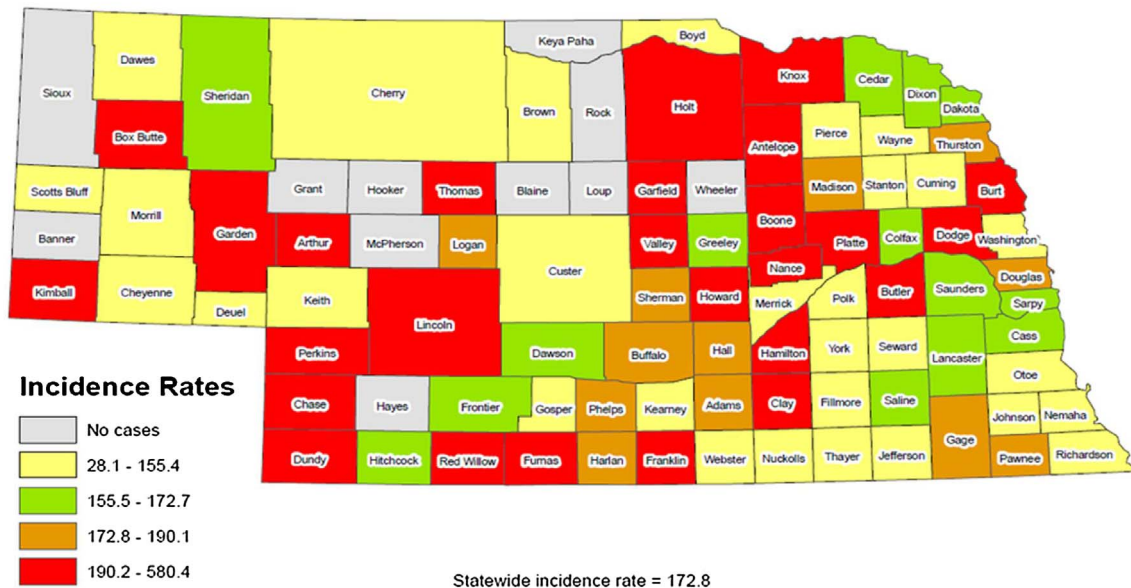 Keya Paha
Boyd
Dawes
Knox
Cedar
Sioux
Sheridan
Cherry
Brown
Rock
Holt
Dixon
Dakota
Box Butte
Antelope
Pierce
Wayne
Thurston
Scotts Bluff
Morrill
Garden
Grant
Hooker
Thomas
Blaine
Loup
Garfield
Wheeler
Madison
Stanton
Cuming
Burt
Banner
Arthur
McPherson
Logan
Custer
Valley
Greeley
Boone
Platte
Colfax
Dodge
Washington
Kimball
Cheyenne
Deuel
Keith
Lincoln
Sherman
Howard
Nance
Merrick
Polk
Butler
Saunders
Douglas
Sarpy
Perkins
Dawson
Buffalo
Hall
Hamilton
York
Seward
Lancaster
Cass
Otoe
Chase
Hayes
Frontier
Gosper
Phelps
Kearney
Adams
Clay
Fillmore
Saline
Gage
Johnson
Nemaha
Dundy
Hitchcock
Red Willow
Furnas
Harlan
Franklin
Webster
Nuckolls
Thayer
Jefferson
Pawnee
Richardson
Incidence Rates
No cases
28.1 - 155.4
155.5 - 172.7
172.8 - 190.1
190.2 - 580.4
Statewide incidence rate = 172.8